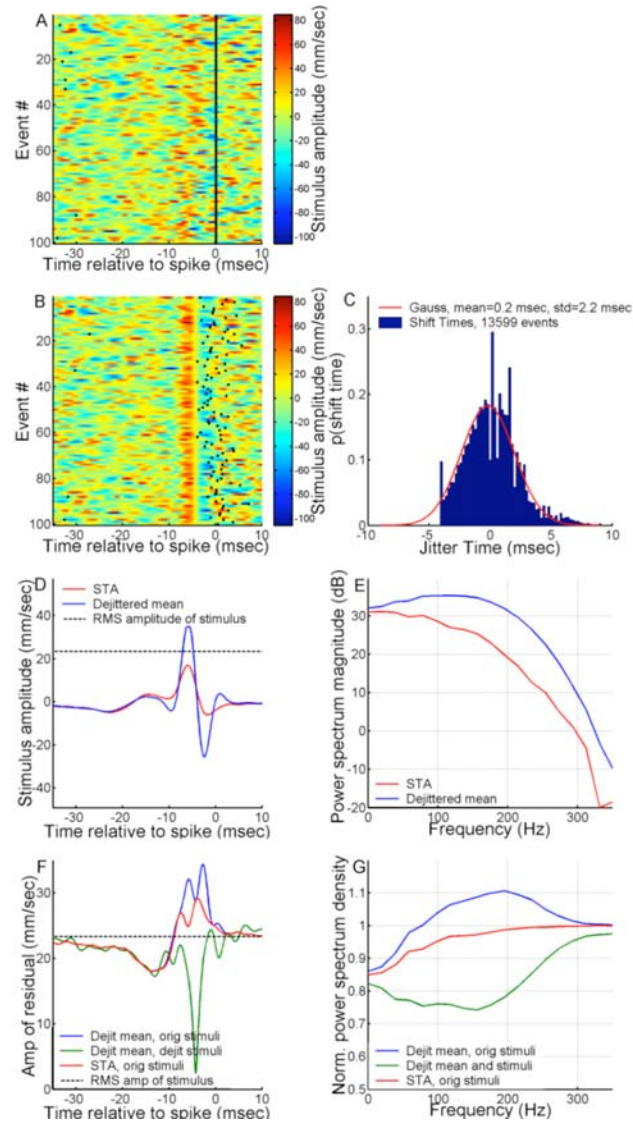 A
20
40
60
80
100
Event #
-30
-20
-10
0
10
Time relative to spike (msec)
80
60
40
20
0
-20
-40
-60
-80
-100
Stimulus amplitude (mm/sec)
B
20
40
60
80
100
Event #
-30
-20
-10
0
10
Time relative to spike (msec)
80
60
40
20
0
-20
-40
-60
-80
-100
Stimulus amplitude (mm/sec)
C
Gauss, mean=0.2 msec, std=2.2 msec
Shift Times, 13599 events
0.3
0.2
0.1
0
p(shift time)
-10
-5
0
5
10
Jitter Time (msec)
D
STA
Dejittered mean
RMS amplitude of stimulus
40
20
0
-20
-40
Stimulus amplitude (mm/sec)
-30
-20
-10
0
10
Time relative to spike (msec)
E
40
30
20
10
0
-10
-20
Power spectrum magnitude (dB)
STA
Dejittered mean
0
100
200
300
Frequency (Hz)
F
30
20
10
0
Amp of residual (mm/sec)
Dejit mean, orig stimuli
Dejit mean, dejit stimuli
STA, orig stimuli
RMS amp of stimulus
-30
-20
-10
0
10
Time relative to spike (msec)
G
1.1
1
0.9
0.8
0.7
0.6
0.5
Norm. power spectrum density
Dejit mean, orig stimuli
Dejit mean and stimuli
STA, orig stimuli
0
100
200
300
Frequency (Hz)